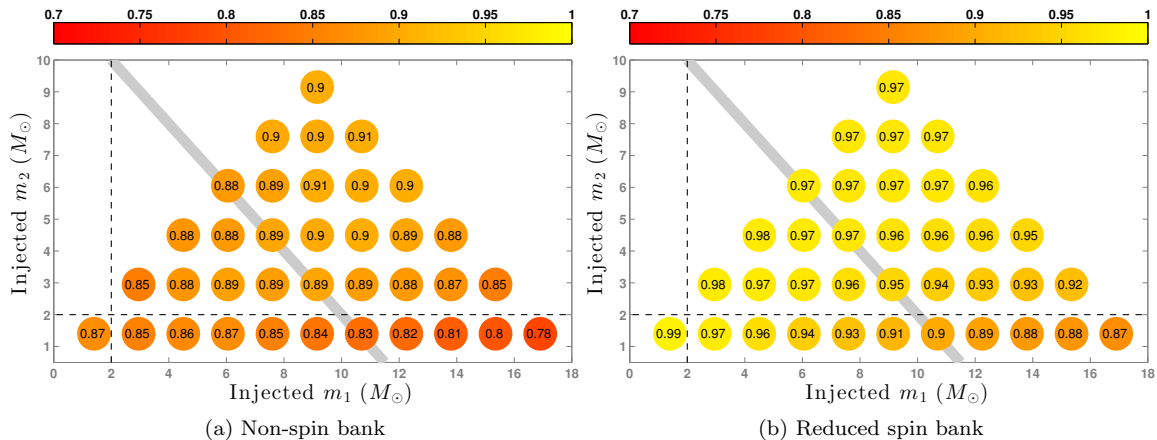 0.7 0.75 0.8 0.85 0.9 0.95 1
10
9
8
7
6
5
4
3
2
1
Injected m₂ (M⊙)
0.9
0.9 0.9 0.91
0.88 0.89 0.91 0.9 0.9
0.88 0.88 0.89 0.9 0.9 0.89 0.88
0.85 0.88 0.89 0.89 0.89 0.89 0.88 0.87 0.85
0.87 0.85 0.86 0.87 0.85 0.84 0.83 0.82 0.81 0.8 0.78
0 2 4 6 8 10 12 14 16 18
Injected m₁ (M⊙)
(a) Non-spin bank
0.7 0.75 0.8 0.85 0.9 0.95 1
10
9
8
7
6
5
4
3
2
1
Injected m₂ (M⊙)
0.97
0.97 0.97 0.97
0.97 0.97 0.97 0.97 0.96
0.98 0.97 0.97 0.96 0.96 0.96 0.95
0.98 0.97 0.97 0.96 0.95 0.94 0.93 0.93 0.92
0.99 0.97 0.96 0.94 0.93 0.91 0.9 0.89 0.88 0.88 0.87
0 2 4 6 8 10 12 14 16 18
Injected m₁ (M⊙)
(b) Reduced spin bank